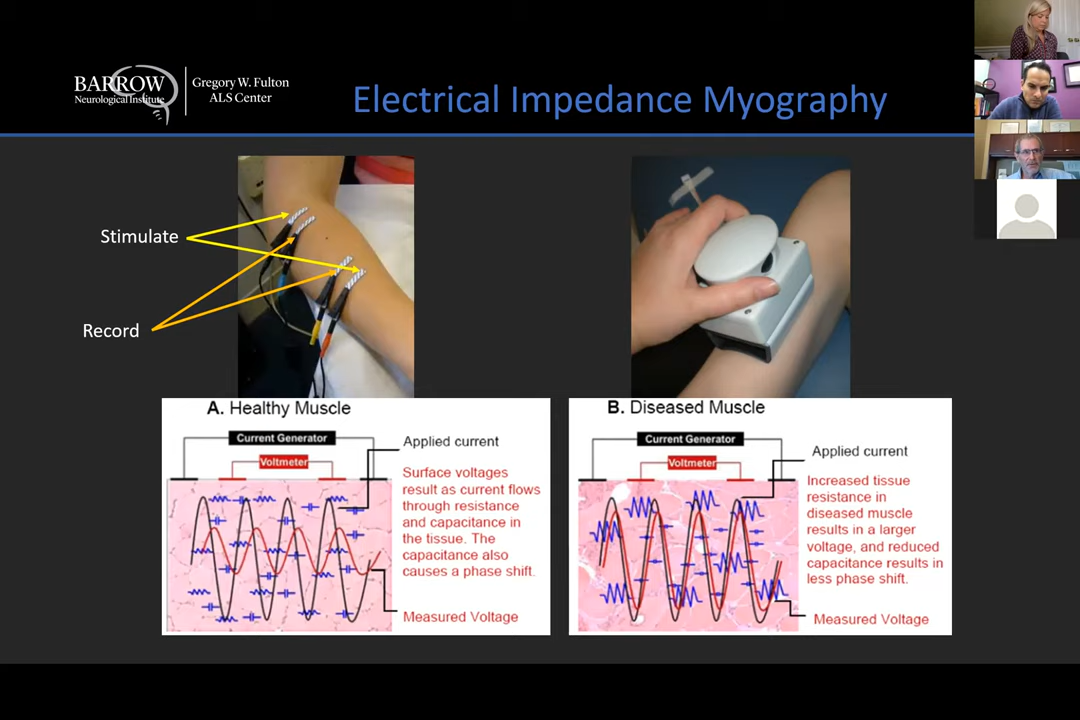 BARROW
Neurological Institute
Gregory W. Fulton
ALS Center
Electrical Impedance Myography
Stimulate
Record
A. Healthy Muscle
Current Generator
Voltmeter
Applied current
Surface voltages
result as current flows
through resistance
and capacitance in
the tissue. The
capacitance also
causes a phase shift.
Measured Voltage
B. Diseased Muscle
Current Generator
Voltmeter
Applied current
Increased tissue
resistance in
diseased muscle
results in a larger
voltage, and reduced
capacitance results in
less phase shift.
Measured Voltage